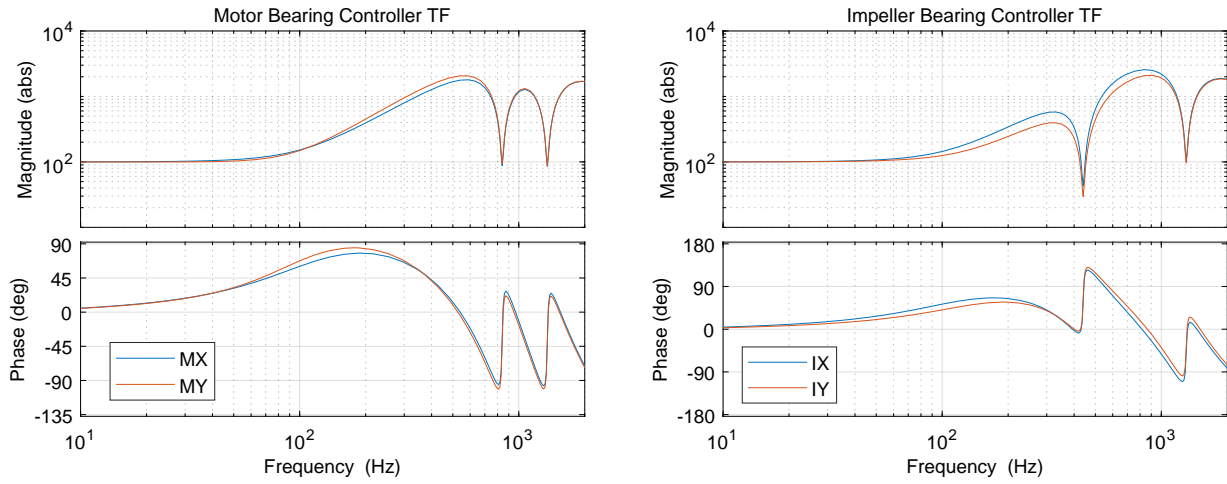 Motor Bearing Controller TF
10^4
10^2
Magnitude (abs)
90
45
0
-45
-90
-135
Phase (deg)
MX
MY
10^1
10^2
10^3
Frequency (Hz)
Impeller Bearing Controller TF
10^4
10^2
Magnitude (abs)
180
90
0
-90
-180
Phase (deg)
IX
IY
10^1
10^2
10^3
Frequency (Hz)